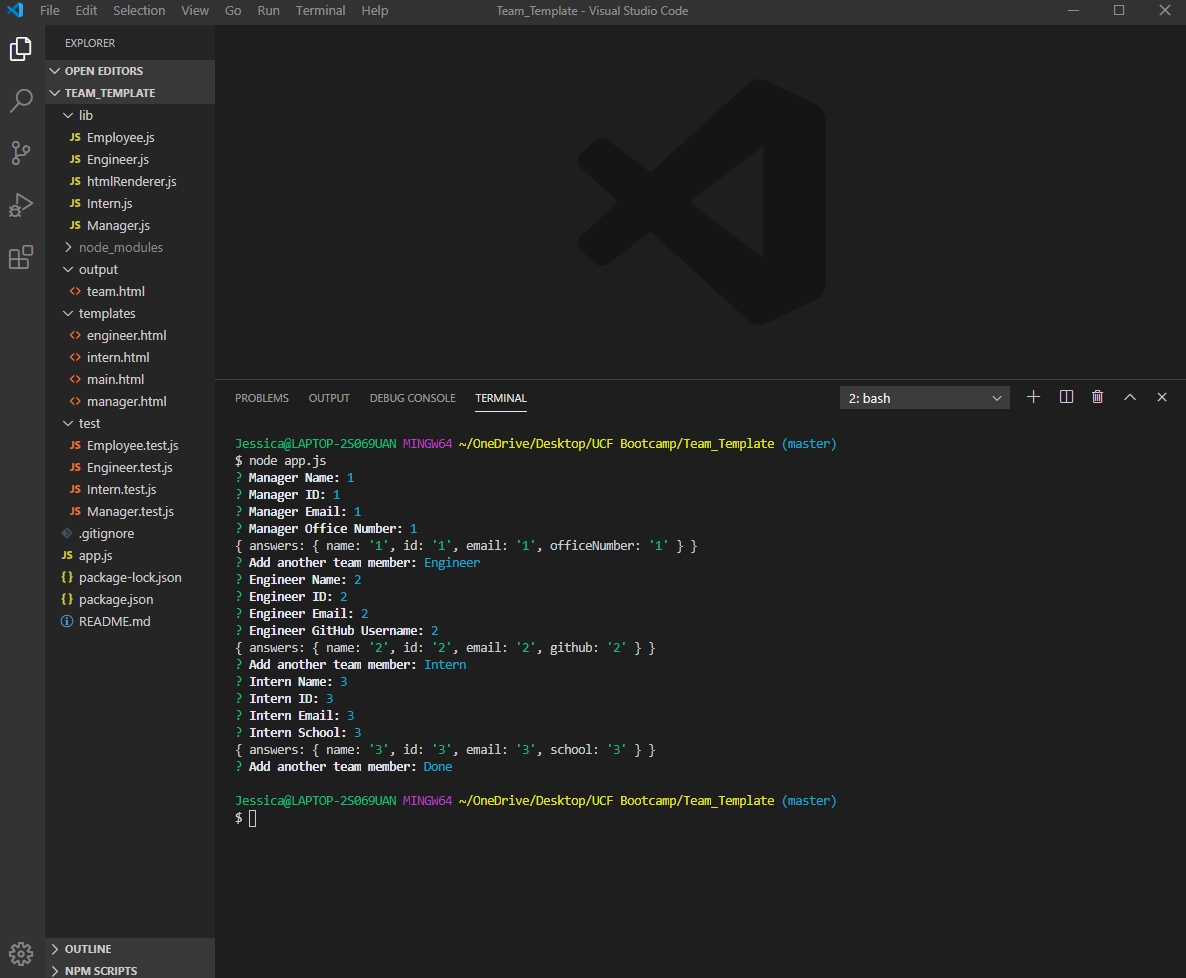 File Edit Selection View Go Run Terminal Help Team_Template - Visual Studio Code
EXPLORER
OPEN EDITORS
TEAM_TEMPLATE
lib
JS Employee.js
JS Engineer.js
JS htmlRenderer.js
JS Intern.js
JS Manager.js
node_modules
output
<> team.html
templates
<> engineer.html
<> intern.html
<> main.html
<> manager.html
test
JS Employee.test.js
JS Engineer.test.js
JS Intern.test.js
JS Manager.test.js
.gitignore
JS app.js
{} package-lock.json
{} package.json
README.md
OUTLINE
NPM SCRIPTS
PROBLEMS OUTPUT DEBUG CONSOLE TERMINAL 2: bash
Jessica@LAPTOP-2S069UAN MINGW64 ~/OneDrive/Desktop/UCF Bootcamp/Team_Template (master)
$ node app.js
? Manager Name: 1
? Manager ID: 1
? Manager Email: 1
? Manager Office Number: 1
{ answers: { name: '1', id: '1', email: '1', officeNumber: '1' } }
? Add another team member: Engineer
? Engineer Name: 2
? Engineer ID: 2
? Engineer Email: 2
? Engineer GitHub Username: 2
{ answers: { name: '2', id: '2', email: '2', github: '2' } }
? Add another team member: Intern
? Intern Name: 3
? Intern ID: 3
? Intern Email: 3
? Intern School: 3
{ answers: { name: '3', id: '3', email: '3', school: '3' } }
? Add another team member: Done
Jessica@LAPTOP-2S069UAN MINGW64 ~/OneDrive/Desktop/UCF Bootcamp/Team_Template (master)
$